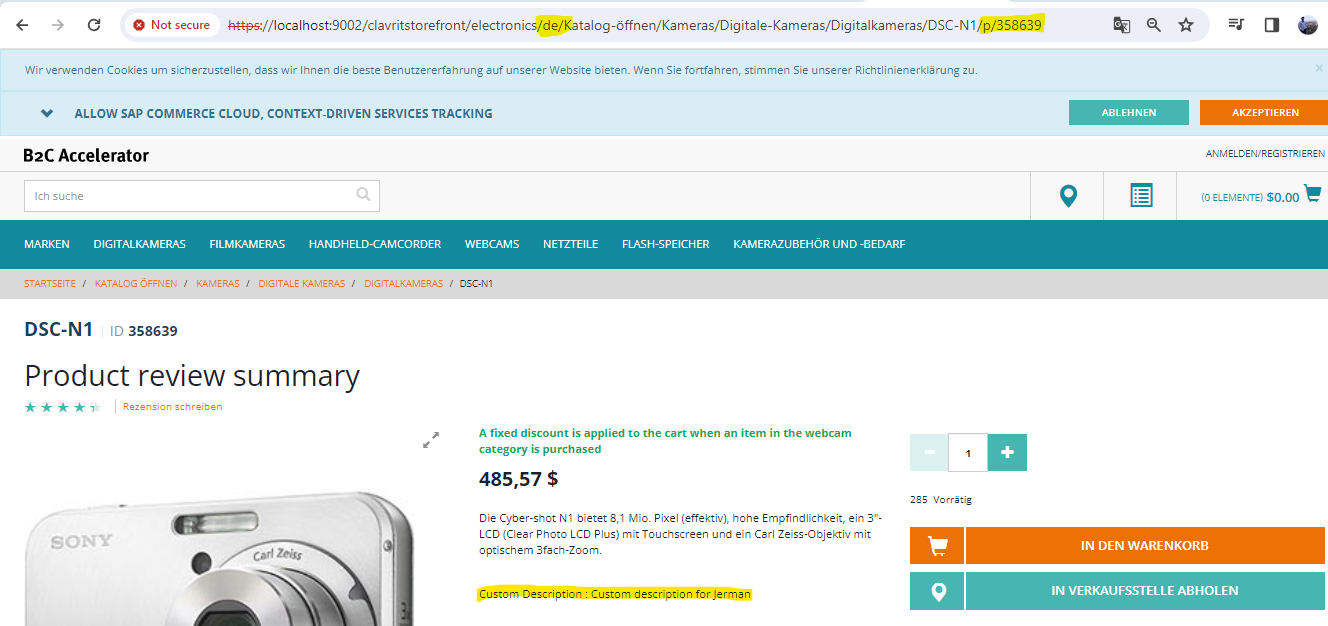 Not secure
https://localhost:9002/clavritstorefront/electronics/de/Katalog-öffnen/Kameras/Digitale-Kameras/Digitalkameras/DSC-N1/p/358639
Wir verwenden Cookies um sicherzustellen, dass wir Ihnen die beste Benutzererfahrung auf unserer Website bieten. Wenn Sie fortfahren, stimmen Sie unserer Richtlinienerklärung zu.
×
ALLOW SAP COMMERCE CLOUD, CONTEXT-DRIVEN SERVICES TRACKING
ABLEHNEN
AKZEPTIEREN
B2C Accelerator
ANMELDEN/REGISTRIEREN
Ich suche
(0 ELEMENTE) $0.00
MARKEN DIGITALKAMERAS FILMKAMERAS HANDHELD-CAMCORDER WEBCAMS NETZTEILE FLASH-SPEICHER KAMERAZUBEHÖR UND -BEDARF
STARTSEITE / KATALOG ÖFFNEN / KAMERAS / DIGITALE KAMERAS / DIGITALKAMERAS / DSC-N1
DSC-N1 | ID 358639
Product review summary
Rezension schreiben
SONY
Carl Zeiss
A fixed discount is applied to the cart when an item in the webcam
category is purchased
485,57 $
Die Cyber-shot N1 bietet 8,1 Mio. Pixel (effektiv), hohe Empfindlichkeit, ein 3"-
LCD (Clear Photo LCD Plus) mit Touchscreen und ein Carl Zeiss-Objektiv mit
optischem 3fach-Zoom.
Custom Description : Custom description for Jerman
1
285 Vorrätig
IN DEN WARENKORB
IN VERKAUFSSTELLE ABHOLEN